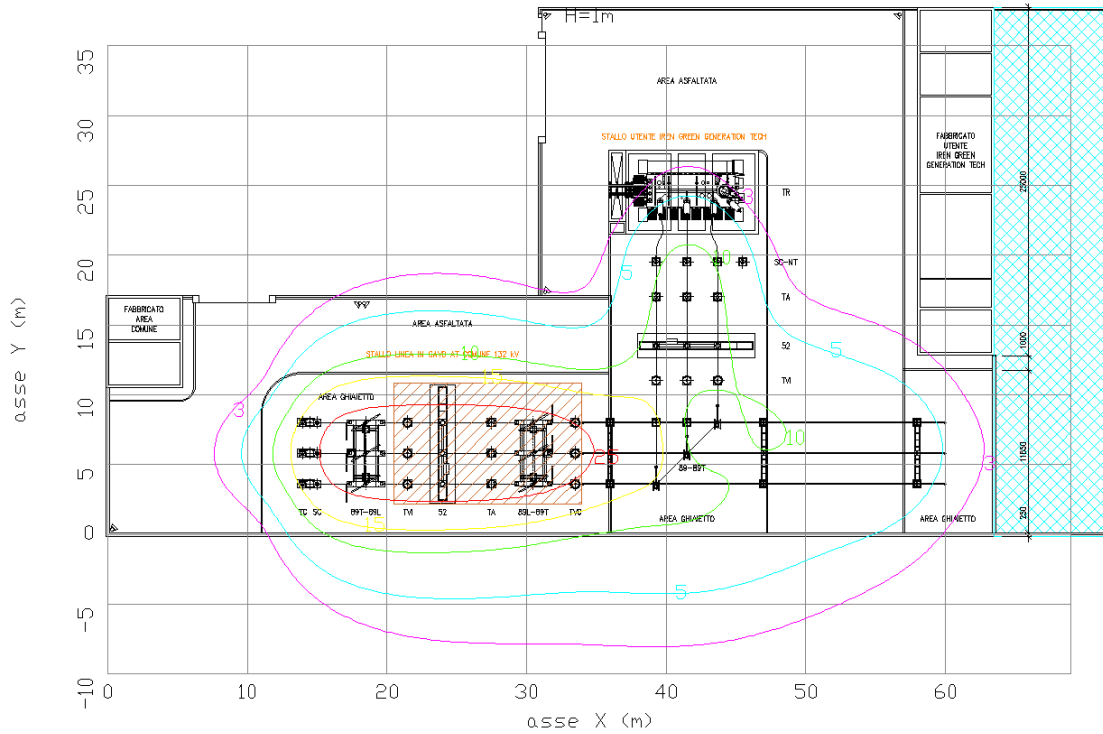 H=1m
35
30
25
20
15
10
5
0
-5
-10
asse Y (m)
0
10
20
30
40
50
60
asse X (m)
AREA ASFALTATA
STALLO UTENTE IREN GREEN GENERATION TECH
FABBRICATO
UTENTE
IREN GREEN
GENERATION TECH
25000
1000
11650
250
TR
SC-NT
TA
52
TVI
3
5
10
FABBRICATO
AREA
COMUNE
AREA ASFALTATA
STALLO LINEA IN CAVO AT COMUNE 132 kV
10
15
5
AREA GHIAIETTO
3
10
25
3
89-89T
TC SC
89T-89L
TVI
52
TA
89L-89T
TVC
15
AREA GHIAIETTO
AREA GHIAIETTO
5